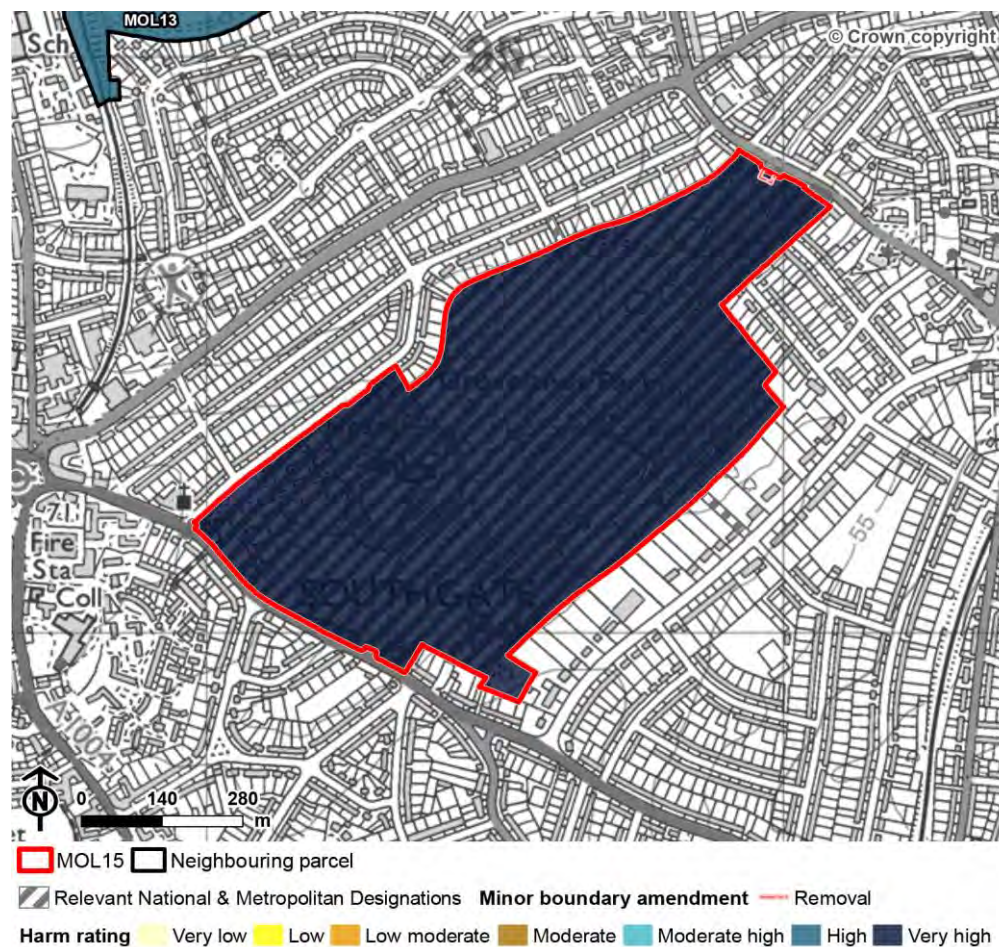 MOL13
Sch
© Crown copyright
71
Fire
Sta
Coll
SOUTHGATE
A1004
55
N
0 140 280
m
MOL15 Neighbouring parcel
Relevant National & Metropolitan Designations Minor boundary amendment Removal
Harm rating Very low Low Low moderate Moderate Moderate high High Very high